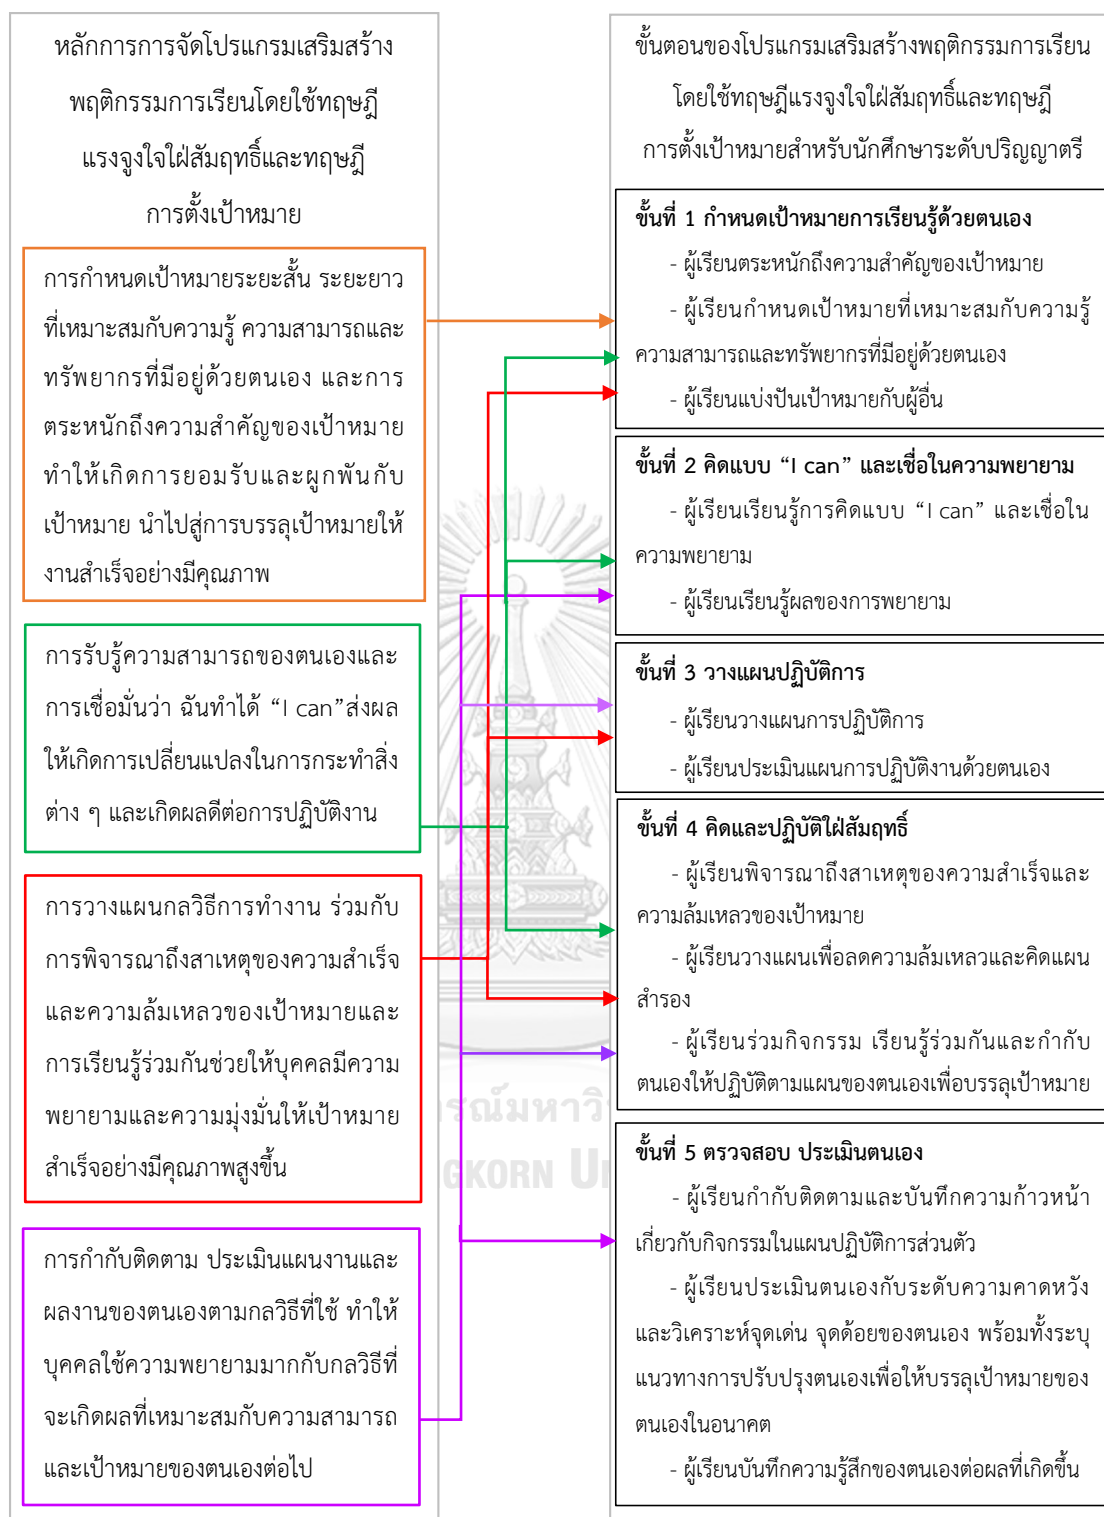 หลักการการจัดโปรแกรมเสริมสร้าง
พฤติกรรมการเรียนโดยใช้ทฤษฎี
แรงจูงใจใฝ่สัมฤทธิ์และทฤษฎี
การตั้งเป้าหมาย
การกำหนดเป้าหมายระยะสั้น ระยะยาว
ที่เหมาะสมกับความรู้ ความสามารถและ
ทรัพยากรที่มีอยู่ด้วยตนเอง และการ
ตระหนักถึงความสำคัญของเป้าหมาย
ทำให้เกิดการยอมรับและผูกพันกับ
เป้าหมาย นำไปสู่การบรรลุเป้าหมายให้
งานสำเร็จอย่างมีคุณภาพ
การรับรู้ความสามารถของตนเองและ
การเชื่อมั่นว่า ฉันทำได้ “I can”ส่งผล
ให้เกิดการเปลี่ยนแปลงในการกระทำสิ่ง
ต่าง ๆ และเกิดผลดีต่อการปฏิบัติงาน
การวางแผนกลวิธีการทำงาน ร่วมกับ
การพิจารณาถึงสาเหตุของความสำเร็จ
และความล้มเหลวของเป้าหมายและ
การเรียนรู้ร่วมกันช่วยให้บุคคลมีความ
พยายามและความมุ่งมั่นให้เป้าหมาย
สำเร็จอย่างมีคุณภาพสูงขึ้น
การกำกับติดตาม ประเมินแผนงานและ
ผลงานของตนเองตามกลวิธีที่ใช้ ทำให้
บุคคลใช้ความพยายามมากกับกลวิธีที่
จะเกิดผลที่เหมาะสมกับความสามารถ
และเป้าหมายของตนเองต่อไป
ขั้นตอนของโปรแกรมเสริมสร้างพฤติกรรมการเรียน
โดยใช้ทฤษฎีแรงจูงใจใฝ่สัมฤทธิ์และทฤษฎี
การตั้งเป้าหมายสำหรับนักศึกษาระดับปริญญาตรี
ขั้นที่ 1 กำหนดเป้าหมายการเรียนรู้ด้วยตนเอง
- ผู้เรียนตระหนักถึงความสำคัญของเป้าหมาย
- ผู้เรียนกำหนดเป้าหมายที่เหมาะสมกับความรู้
ความสามารถและทรัพยากรที่มีอยู่ด้วยตนเอง
- ผู้เรียนแบ่งปันเป้าหมายกับผู้อื่น
ขั้นที่ 2 คิดแบบ “I can” และเชื่อในความพยายาม
- ผู้เรียนเรียนรู้การคิดแบบ “I can” และเชื่อใน
ความพยายาม
- ผู้เรียนเรียนรู้ผลของการพยายาม
ขั้นที่ 3 วางแผนปฏิบัติการ
- ผู้เรียนวางแผนการปฏิบัติการ
- ผู้เรียนประเมินแผนการปฏิบัติงานด้วยตนเอง
ขั้นที่ 4 คิดและปฏิบัติใฝ่สัมฤทธิ์
- ผู้เรียนพิจารณาถึงสาเหตุของความสำเร็จและ
ความล้มเหลวของเป้าหมาย
- ผู้เรียนวางแผนเพื่อลดความล้มเหลวและคิดแผน
สำรอง
- ผู้เรียนร่วมกิจกรรม เรียนรู้ร่วมกันและกำกับ
ตนเองให้ปฏิบัติตามแผนของตนเองเพื่อบรรลุเป้าหมาย
ขั้นที่ 5 ตรวจสอบ ประเมินตนเอง
- ผู้เรียนกำกับติดตามและบันทึกความก้าวหน้า
เกี่ยวกับกิจกรรมในแผนปฏิบัติการส่วนตัว
- ผู้เรียนประเมินตนเองกับระดับความคาดหวัง
และวิเคราะห์จุดเด่น จุดด้อยของตนเอง พร้อมทั้งระบุ
แนวทางการปรับปรุงตนเองเพื่อให้บรรลุเป้าหมายของ
ตนเองในอนาคต
- ผู้เรียนบันทึกความรู้สึกของตนเองต่อผลที่เกิดขึ้น
รณ์มหาวิ
GKORN U